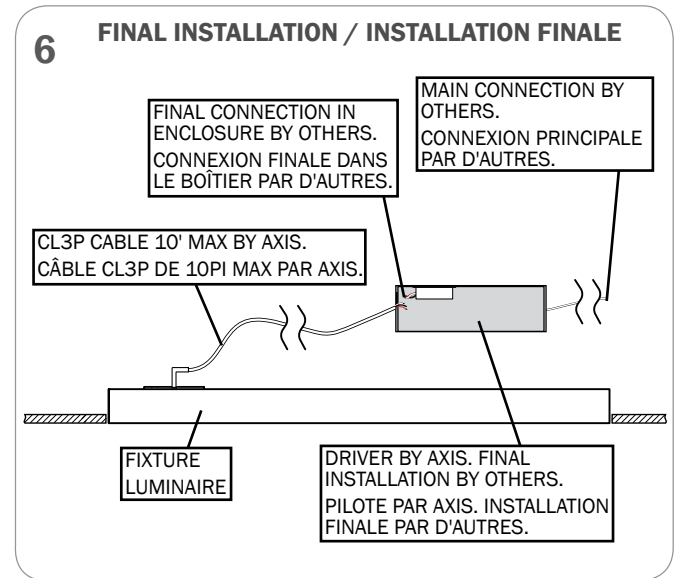 6
FINAL INSTALLATION / INSTALLATION FINALE
FINAL CONNECTION IN
ENCLOSURE BY OTHERS.
CONNEXION FINALE DANS
LE BOÎTIER PAR D'AUTRES.
MAIN CONNECTION BY
OTHERS.
CONNEXION PRINCIPALE
PAR D'AUTRES.
CL3P CABLE 10' MAX BY AXIS.
CÂBLE CL3P DE 10PI MAX PAR AXIS.
FIXTURE
LUMINAIRE
DRIVER BY AXIS. FINAL
INSTALLATION BY OTHERS.
PILOTE PAR AXIS. INSTALLATION
FINALE PAR D'AUTRES.